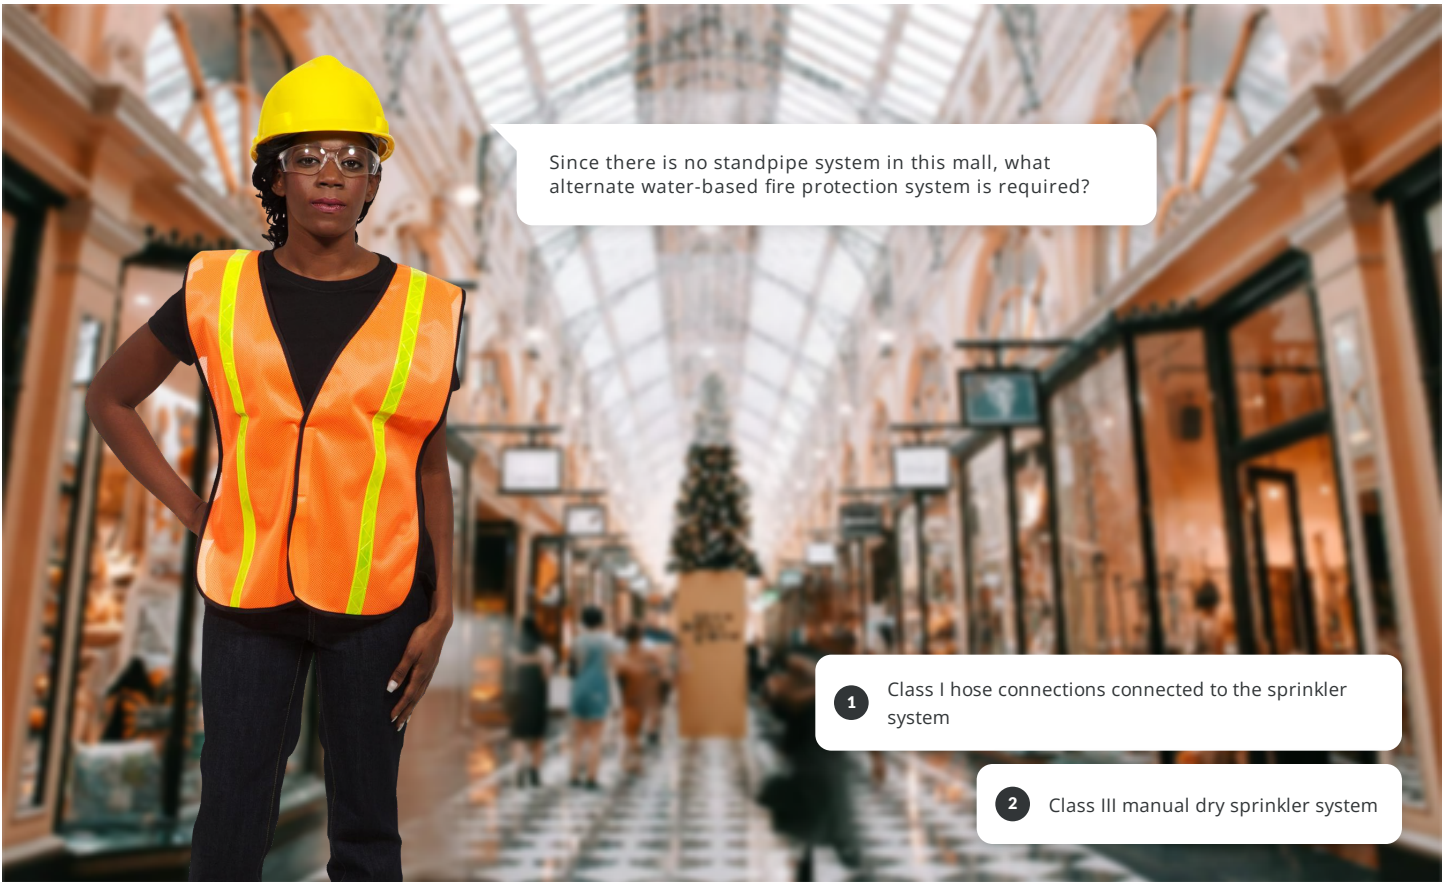 Since there is no standpipe system in this mall, what
alternate water-based fire protection system is required?
1
Class I hose connections connected to the sprinkler
system
2
Class III manual dry sprinkler system